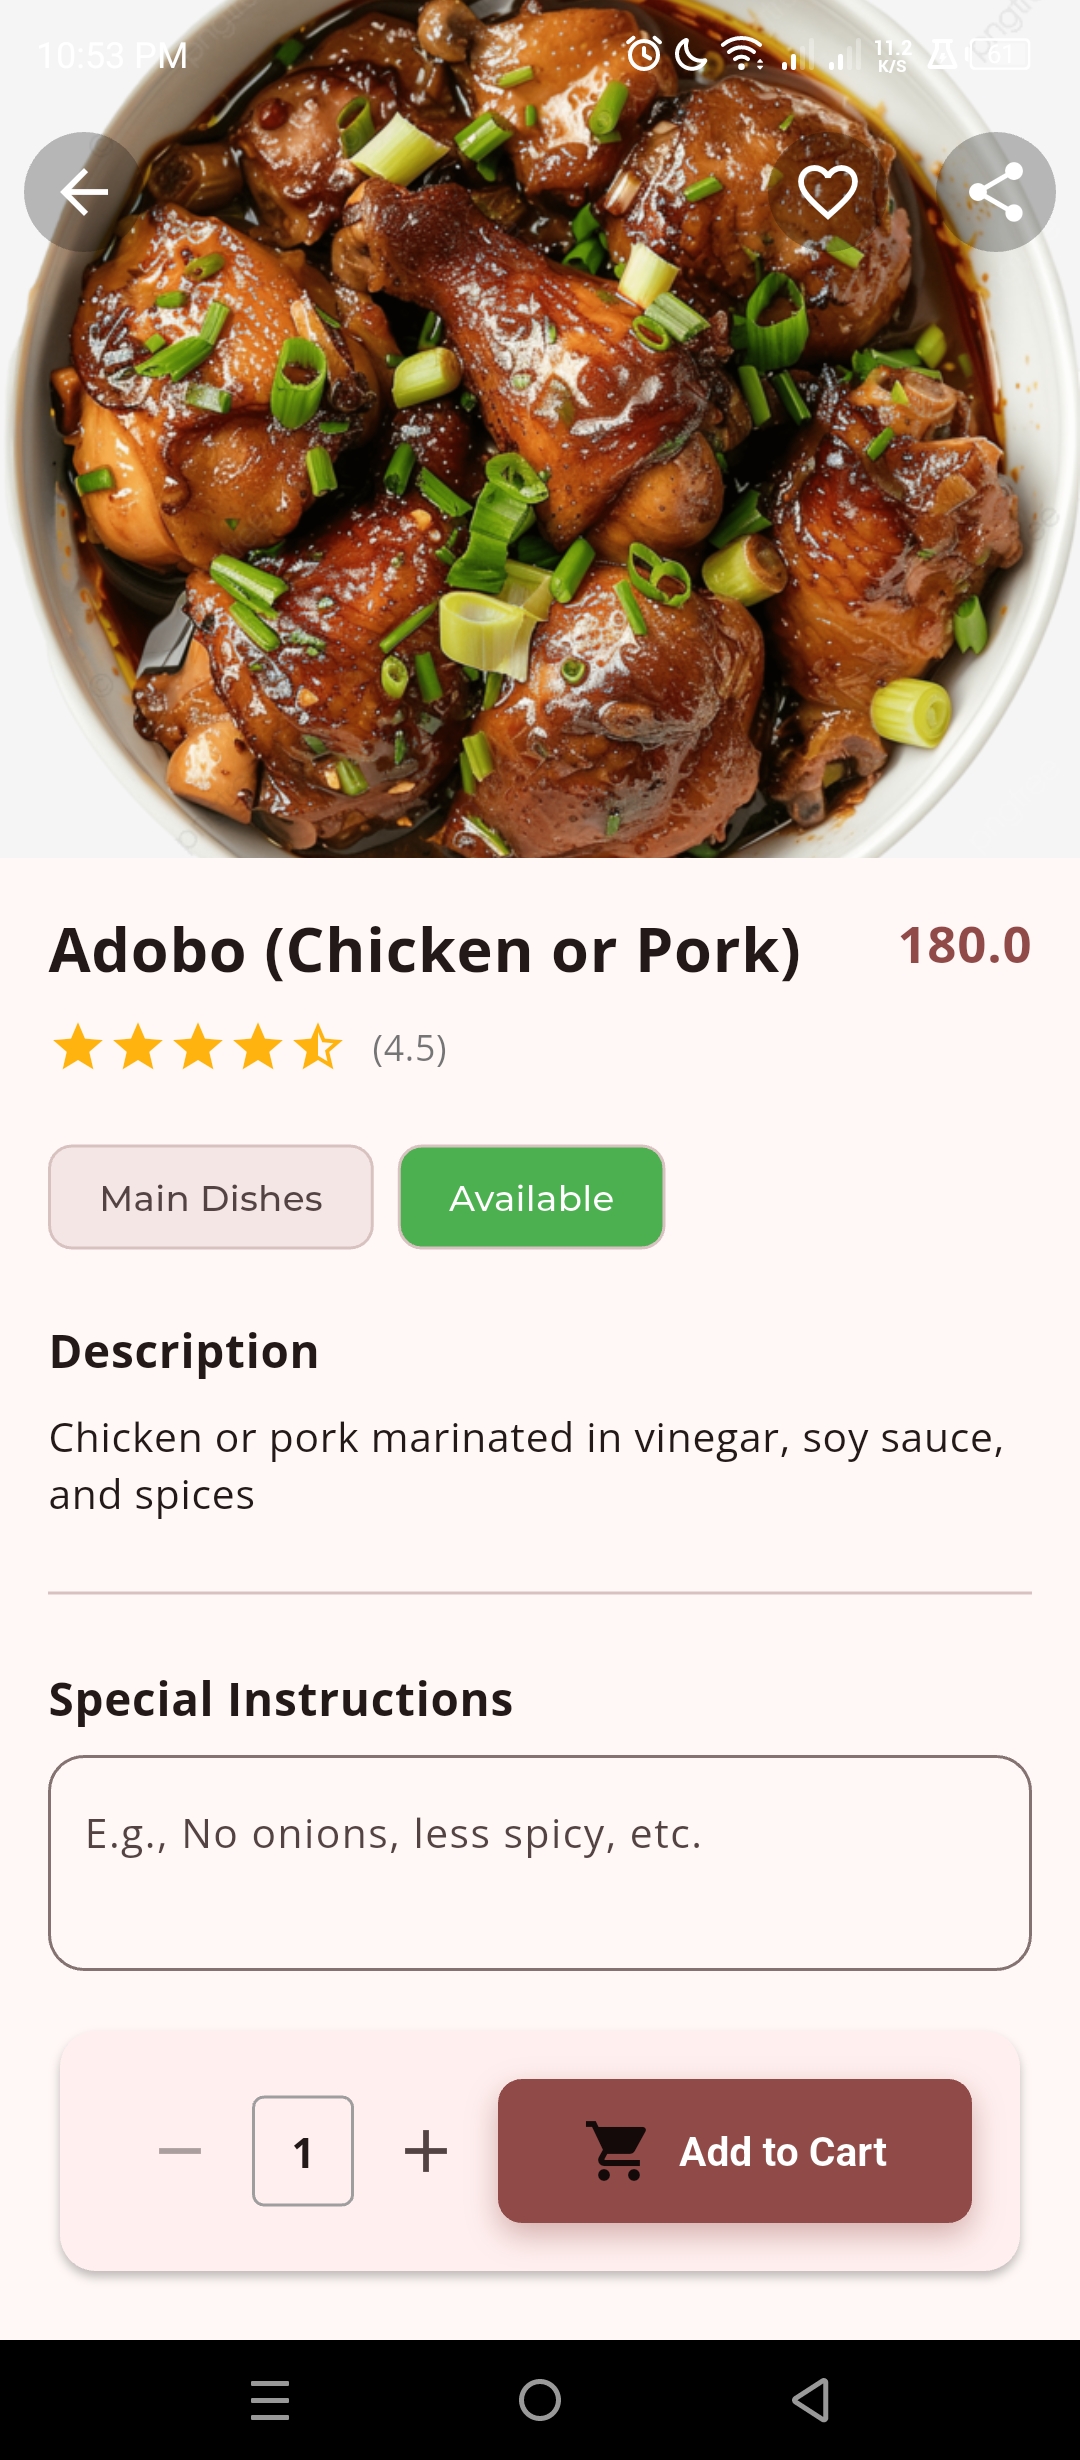 10:53 PM
11.2
K/S
61
Adobo (Chicken or Pork)
180.0
(4.5)
Main Dishes
Available
Description
Chicken or pork marinated in vinegar, soy sauce,
and spices
Special Instructions
E.g., No onions, less spicy, etc.
1
Add to Cart